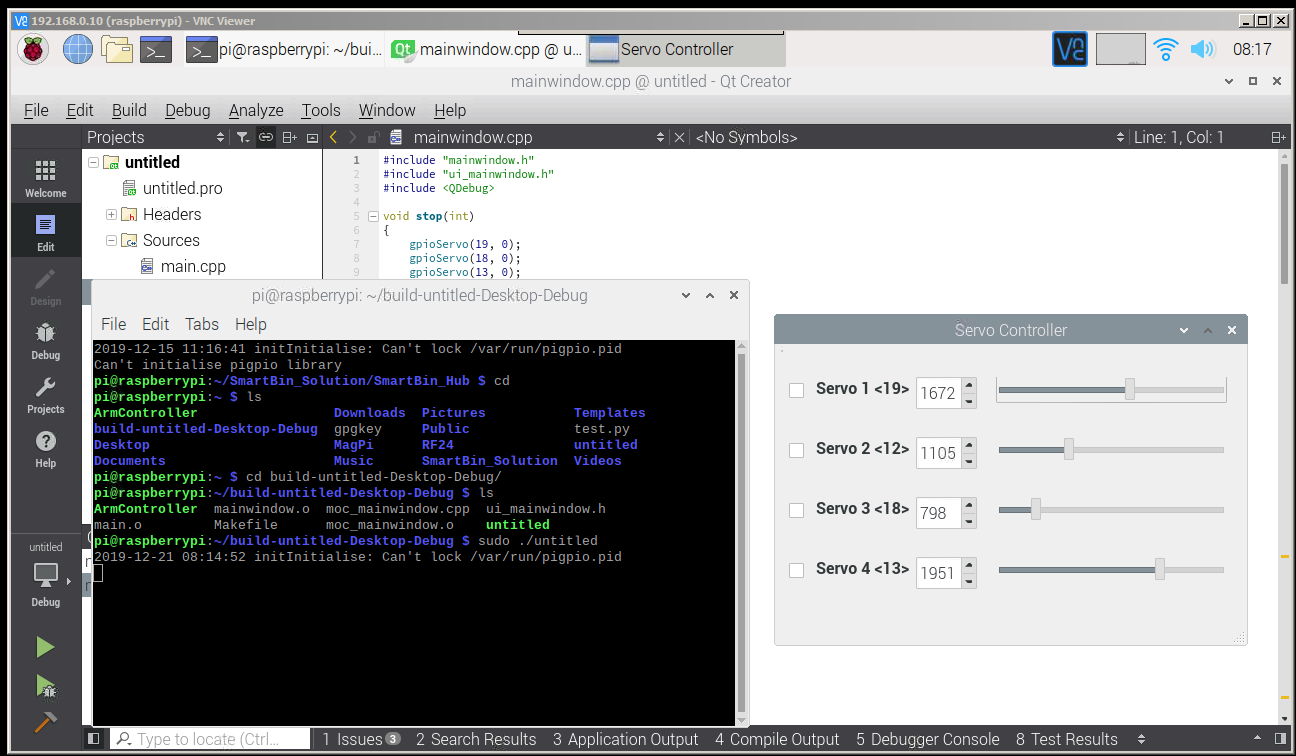 192.168.0.10 (raspberrypi) - VNC Viewer
pi@raspberrypi: ~/bui... mainwindow.cpp @ u... Servo Controller 08:17
mainwindow.cpp @ untitled - Qt Creator
File Edit Build Debug Analyze Tools Window Help
Projects mainwindow.cpp <No Symbols> Line: 1, Col: 1
Welcome
Edit
Design
Debug
Projects
Help
untitled
Debug
untitled
untitled.pro
Headers
Sources
main.cpp
1 #include "mainwindow.h"
2 #include "ui_mainwindow.h"
3 #include <QDebug>
4
5 void stop(int)
6 {
7 gpioServo(19, 0);
8 gpioServo(18, 0);
9 gpioServo(13, 0);
pi@raspberrypi: ~/build-untitled-Desktop-Debug
File Edit Tabs Help
2019-12-15 11:16:41 initInitialise: Can't lock /var/run/pigpio.pid
Can't initialise pigpio library
pi@raspberrypi:~/SmartBin_Solution/SmartBin_Hub $ cd
pi@raspberrypi:~ $ ls
ArmController Downloads Pictures Templates
build-untitled-Desktop-Debug gpgkey Public test.py
Desktop MagPi RF24 untitled
Documents Music SmartBin_Solution Videos
pi@raspberrypi:~ $ cd build-untitled-Desktop-Debug/
pi@raspberrypi:~/build-untitled-Desktop-Debug $ ls
ArmController mainwindow.o moc_mainwindow.cpp ui_mainwindow.h
main.o Makefile moc_mainwindow.o untitled
pi@raspberrypi:~/build-untitled-Desktop-Debug $ sudo ./untitled
2019-12-21 08:14:52 initInitialise: Can't lock /var/run/pigpio.pid
Servo Controller
Servo 1 <19> 1672
Servo 2 <12> 1105
Servo 3 <18> 798
Servo 4 <13> 1951
Type to locate (Ctrl... 1 Issues 3 2 Search Results 3 Application Output 4 Compile Output 5 Debugger Console 8 Test Results